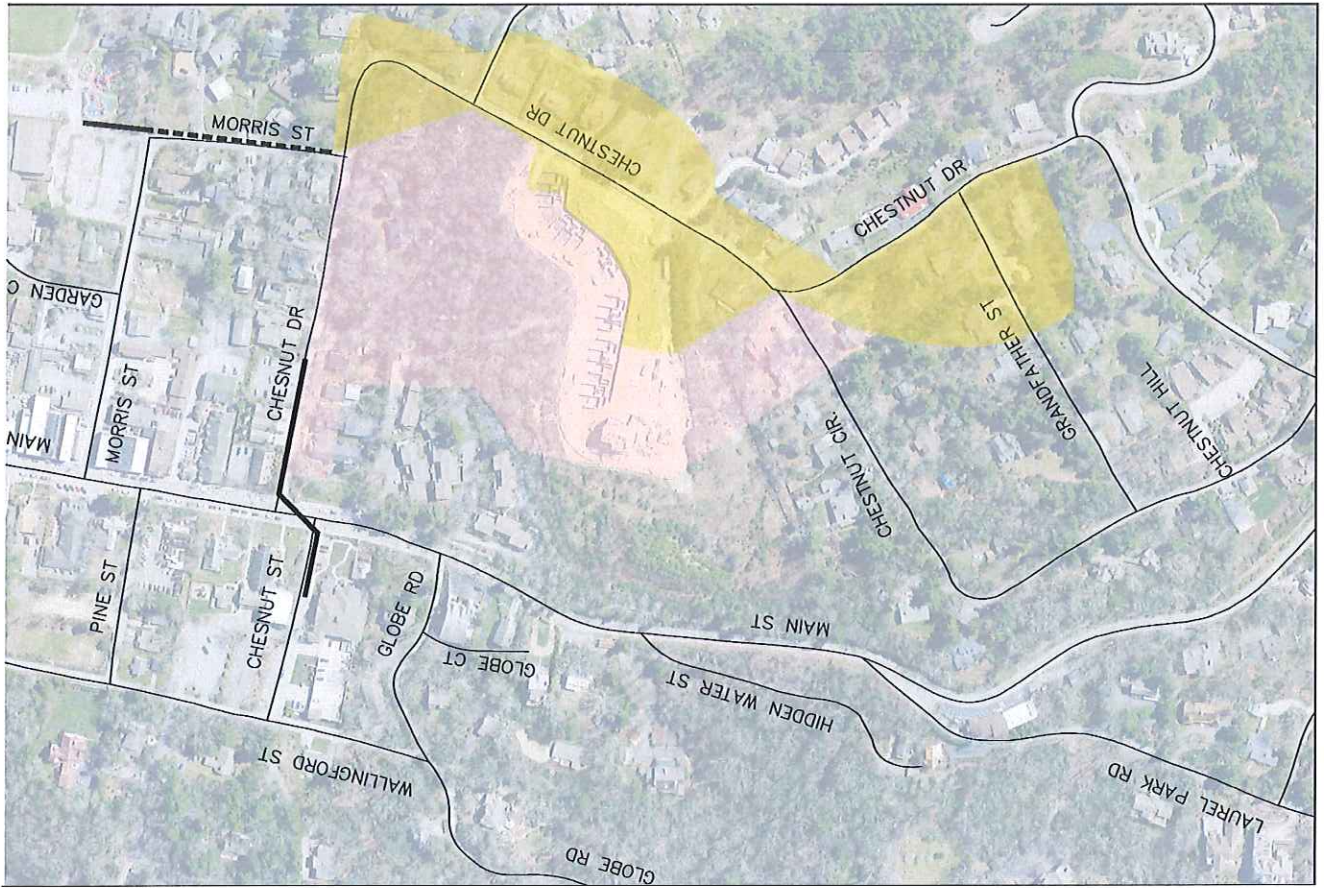 MORRIS ST
CHESTNUT DR
CHESTNUT DR
GARDEN C
CHESNUT DR
MORRIS ST
MAIN
GRANDFATHER ST
CHESTNUT HILL
CHESTNUT CIR.
PINE ST
CHESNUT ST
GLOBE RD
GLOBE CT
MAIN ST
HIDDEN WATER ST
WALLINGFORD ST
LAUREL PARK RD
GLOBE RD